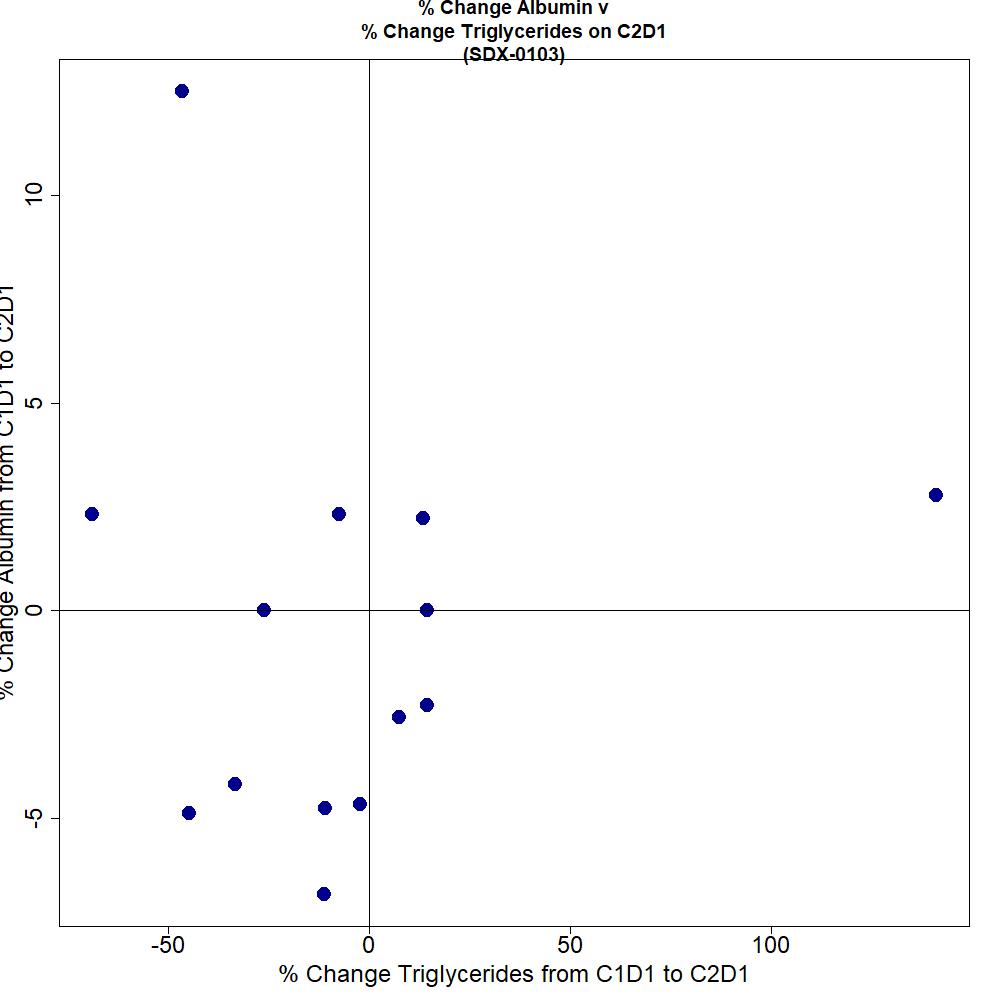 % Change Albumin v
% Change Triglycerides on C2D1
(SDX-0103)
% Change Albumin from C1D1 to C2D1
10
5
0
-5
-50
0
50
100
% Change Triglycerides from C1D1 to C2D1